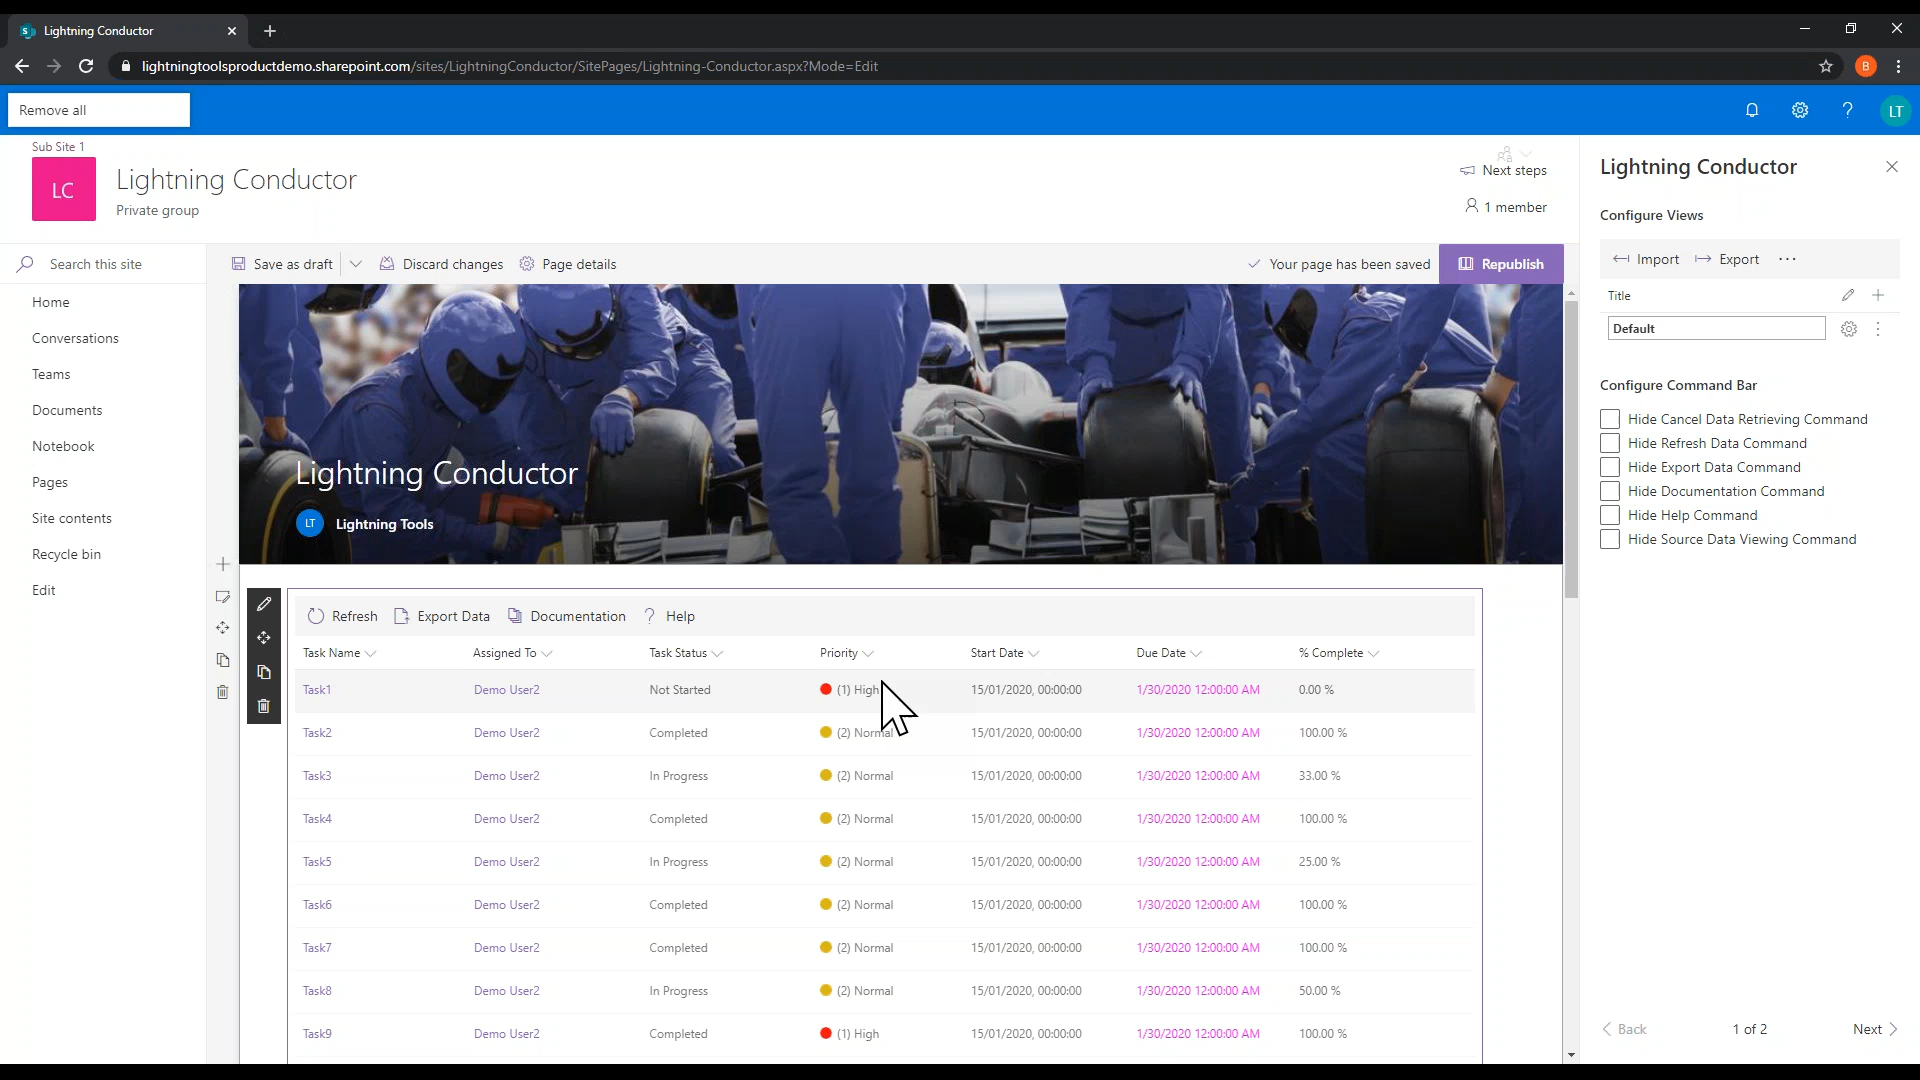 Lightning Conductor
lightningtoolsproductdemo.sharepoint.com/sites/LightningConductor/SitePages/Lightning-Conductor.aspx?Mode=Edit
B
Remove all
LT
Sub Site 1
LC
Lightning Conductor
Private group
Next steps
1 member
Search this site
Save as draft
Discard changes
Page details
Your page has been saved
Republish
Home
Conversations
Teams
Documents
Notebook
Pages
Site contents
Recycle bin
Edit
Lightning Conductor
LT Lightning Tools
Refresh Export Data Documentation ? Help
Task Name Assigned To Task Status Priority Start Date Due Date % Complete
Task1 Demo User2 Not Started (1) High 15/01/2020, 00:00:00 1/30/2020 12:00:00 AM 0.00 %
Task2 Demo User2 Completed (2) Normal 15/01/2020, 00:00:00 1/30/2020 12:00:00 AM 100.00 %
Task3 Demo User2 In Progress (2) Normal 15/01/2020, 00:00:00 1/30/2020 12:00:00 AM 33.00 %
Task4 Demo User2 Completed (2) Normal 15/01/2020, 00:00:00 1/30/2020 12:00:00 AM 100.00 %
Task5 Demo User2 In Progress (2) Normal 15/01/2020, 00:00:00 1/30/2020 12:00:00 AM 25.00 %
Task6 Demo User2 Completed (2) Normal 15/01/2020, 00:00:00 1/30/2020 12:00:00 AM 100.00 %
Task7 Demo User2 Completed (2) Normal 15/01/2020, 00:00:00 1/30/2020 12:00:00 AM 100.00 %
Task8 Demo User2 In Progress (2) Normal 15/01/2020, 00:00:00 1/30/2020 12:00:00 AM 50.00 %
Task9 Demo User2 Completed (1) High 15/01/2020, 00:00:00 1/30/2020 12:00:00 AM 100.00 %
Lightning Conductor
Configure Views
Import Export ...
Title
Default
Configure Command Bar
Hide Cancel Data Retrieving Command
Hide Refresh Data Command
Hide Export Data Command
Hide Documentation Command
Hide Help Command
Hide Source Data Viewing Command
Back 1 of 2 Next